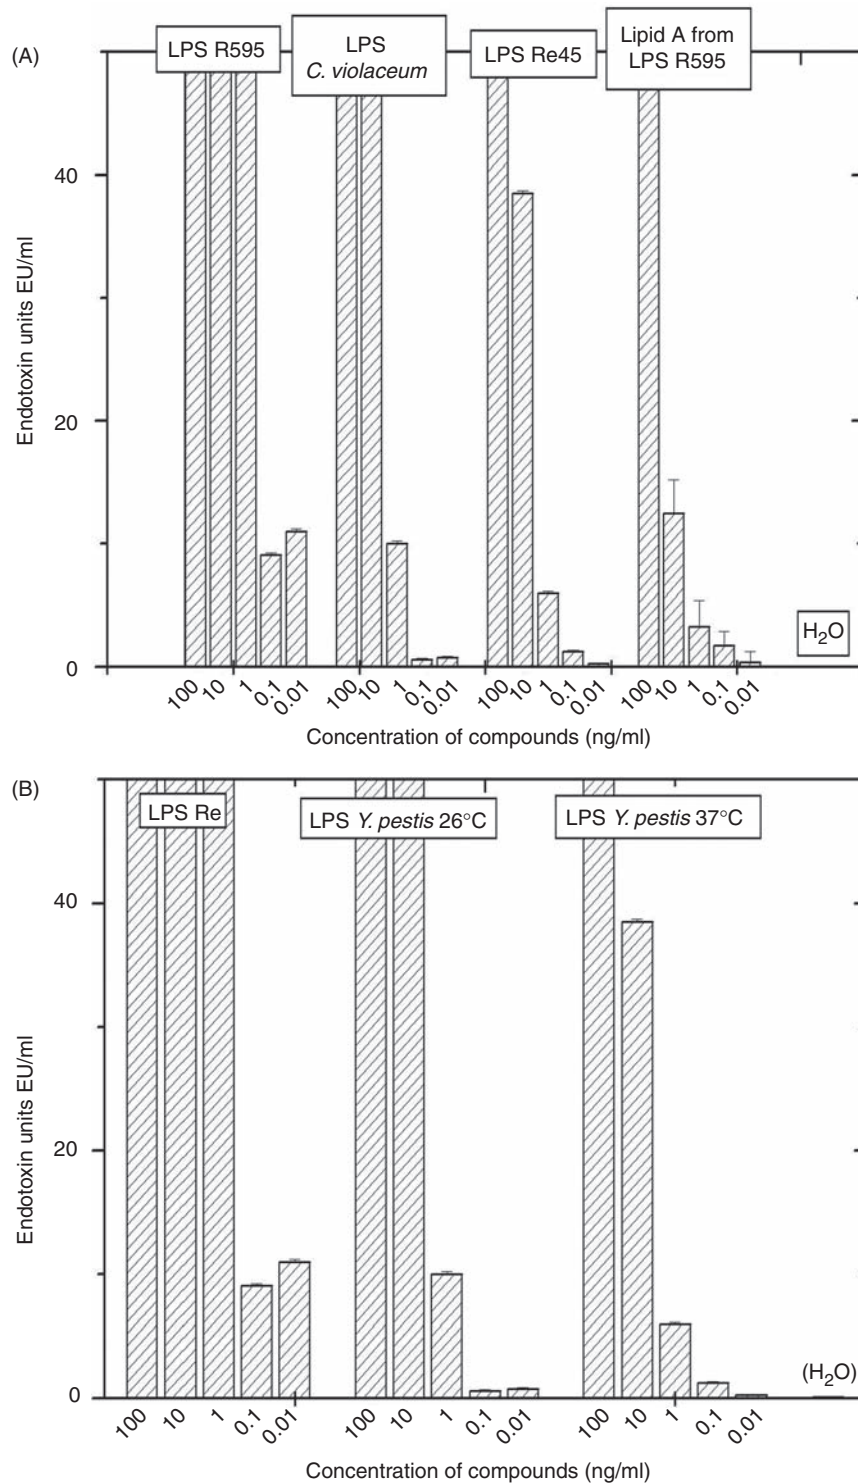 (A)
LPS R595
LPS
C. violaceum
LPS Re45
Lipid A from
LPS R595
40
20
0
Endotoxin units EU/ml
H₂O
100 10 1 0.1 0.01 100 10 1 0.1 0.01 100 10 1 0.1 0.01 100 10 1 0.1 0.01
Concentration of compounds (ng/ml)
(B)
LPS Re
LPS Y. pestis 26°C
LPS Y. pestis 37°C
40
20
0
Endotoxin units EU/ml
(H₂O)
100 10 1 0.1 0.01 100 10 1 0.1 0.01 100 10 1 0.1 0.01
Concentration of compounds (ng/ml)